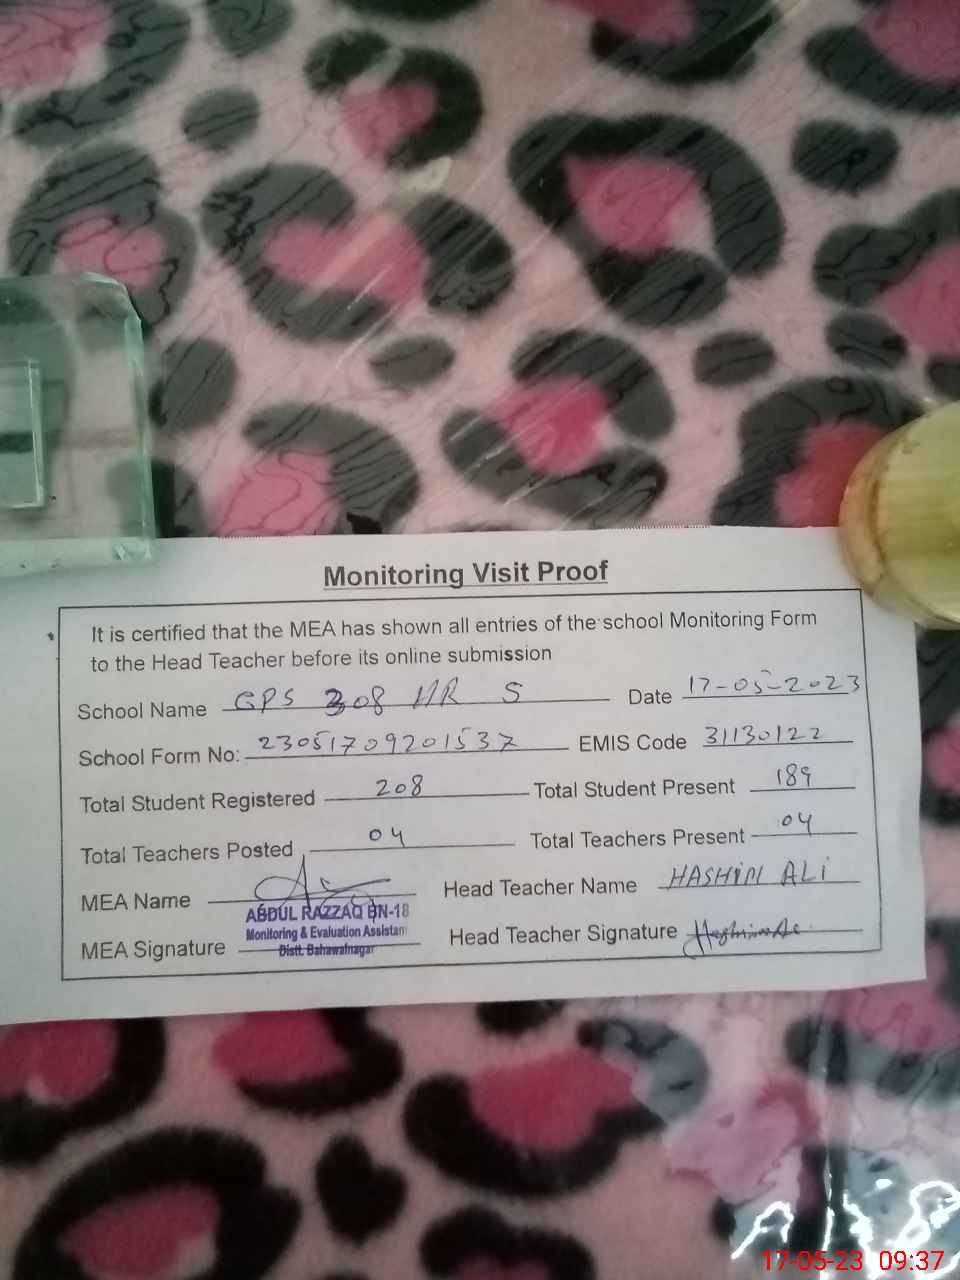 Monitoring Visit Proof
It is certified that the MEA has shown all entries of the school Monitoring Form
to the Head Teacher before its online submission
School Name GPS 308 HR S Date 17-05-2023
School Form No: 23051709201537 EMIS Code 31130122
Total Student Registered 208 Total Student Present 189
Total Teachers Posted 04 Total Teachers Present 04
MEA Name Head Teacher Name HASHIM ALi
ABDUL RAZZAQ BN-18
Monitoring & Evaluation Assistant
MEA Signature Head Teacher Signature
Distt. Bahawalnagar
17-05-23 09:37